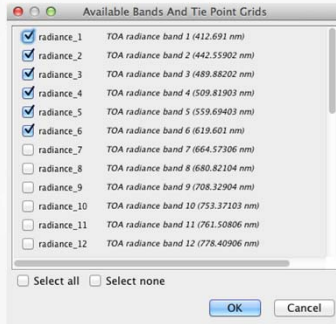 Available Bands And Tie Point Grids
radiance_1 TOA radiance band 1 (412.691 nm)
radiance_2 TOA radiance band 2 (442.55902 nm)
radiance_3 TOA radiance band 3 (489.88202 nm)
radiance_4 TOA radiance band 4 (509.81903 nm)
radiance_5 TOA radiance band 5 (559.69403 nm)
radiance_6 TOA radiance band 6 (619.601 nm)
radiance_7 TOA radiance band 7 (664.57306 nm)
radiance_8 TOA radiance band 8 (680.82104 nm)
radiance_9 TOA radiance band 9 (708.32904 nm)
radiance_10 TOA radiance band 10 (753.37103 nm)
radiance_11 TOA radiance band 11 (761.50806 nm)
radiance_12 TOA radiance band 12 (778.40906 nm)
Select all Select none
OK Cancel